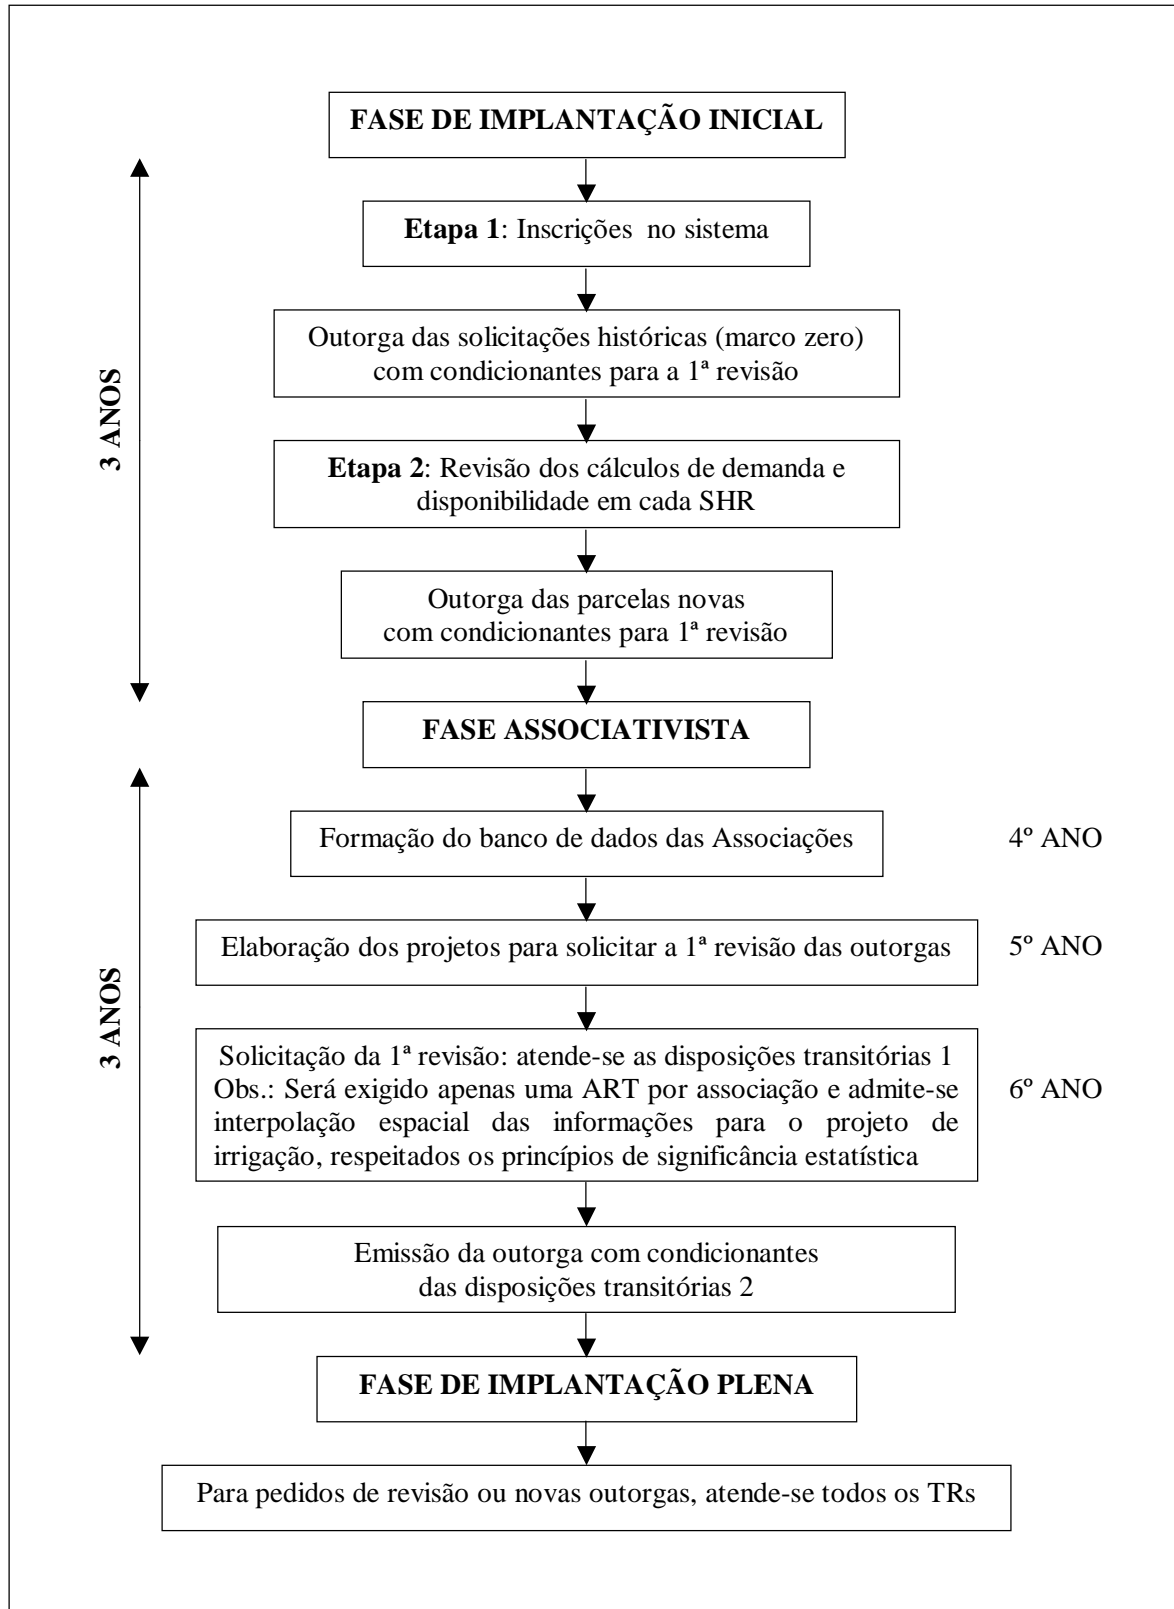 FASE DE IMPLANTAÇÃO INICIAL
3 ANOS
Etapa 1: Inscrições no sistema
Outorga das solicitações históricas (marco zero)
com condicionantes para a 1ª revisão
Etapa 2: Revisão dos cálculos de demanda e
disponibilidade em cada SHR
Outorga das parcelas novas
com condicionantes para 1ª revisão
FASE ASSOCIATIVISTA
3 ANOS
Formação do banco de dados das Associações
4º ANO
Elaboração dos projetos para solicitar a 1ª revisão das outorgas
5º ANO
Solicitação da 1ª revisão: atende-se as disposições transitórias 1
Obs.: Será exigido apenas uma ART por associação e admite-se
interpolação espacial das informações para o projeto de
irrigação, respeitados os princípios de significância estatística
6º ANO
Emissão da outorga com condicionantes
das disposições transitórias 2
FASE DE IMPLANTAÇÃO PLENA
Para pedidos de revisão ou novas outorgas, atende-se todos os TRs